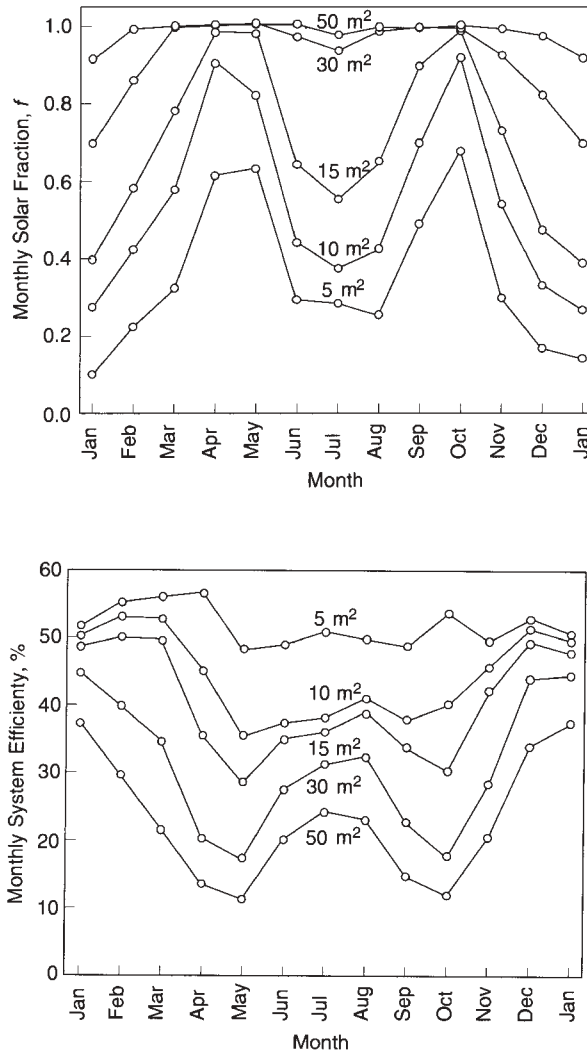 Monthly Solar Fraction, f
1.0
0.8
0.6
0.4
0.2
0.0
50 m²
30 m²
15 m²
10 m²
5 m²
Jan Feb Mar Apr May Jun Jul Aug Sep Oct Nov Dec Jan
Month
Monthly System Efficienty, %
60
50
40
30
20
10
0
5 m²
10 m²
15 m²
30 m²
50 m²
Jan Feb Mar Apr May Jun Jul Aug Sep Oct Nov Dec Jan
Month